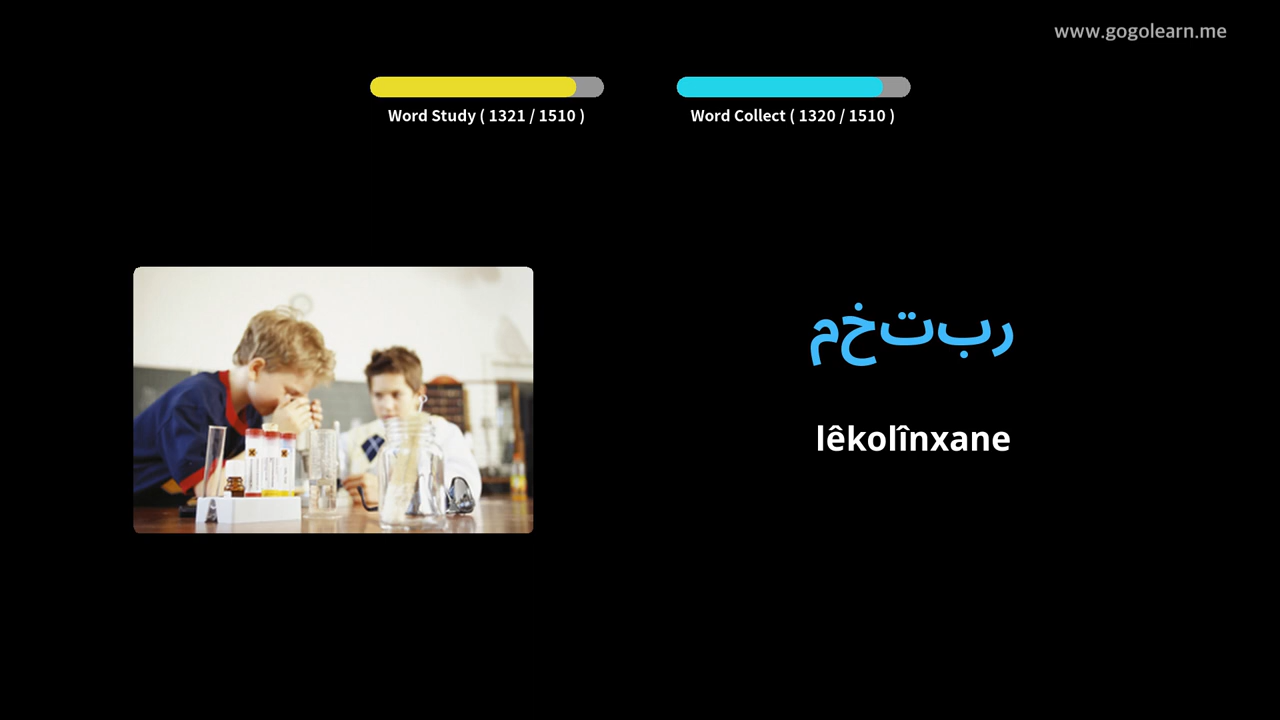 www.gogolearn.me
Word Study ( 1321 / 1510 )
Word Collect ( 1320 / 1510 )
مختبر
lêkolînxane